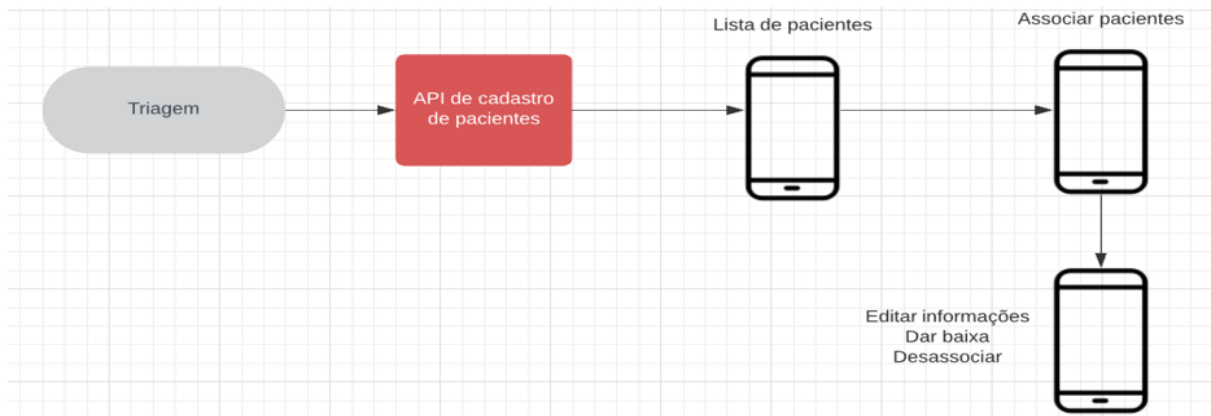 Triagem
API de cadastro
de pacientes
Lista de pacientes
Associar pacientes
Editar informações
Dar baixa
Desassociar